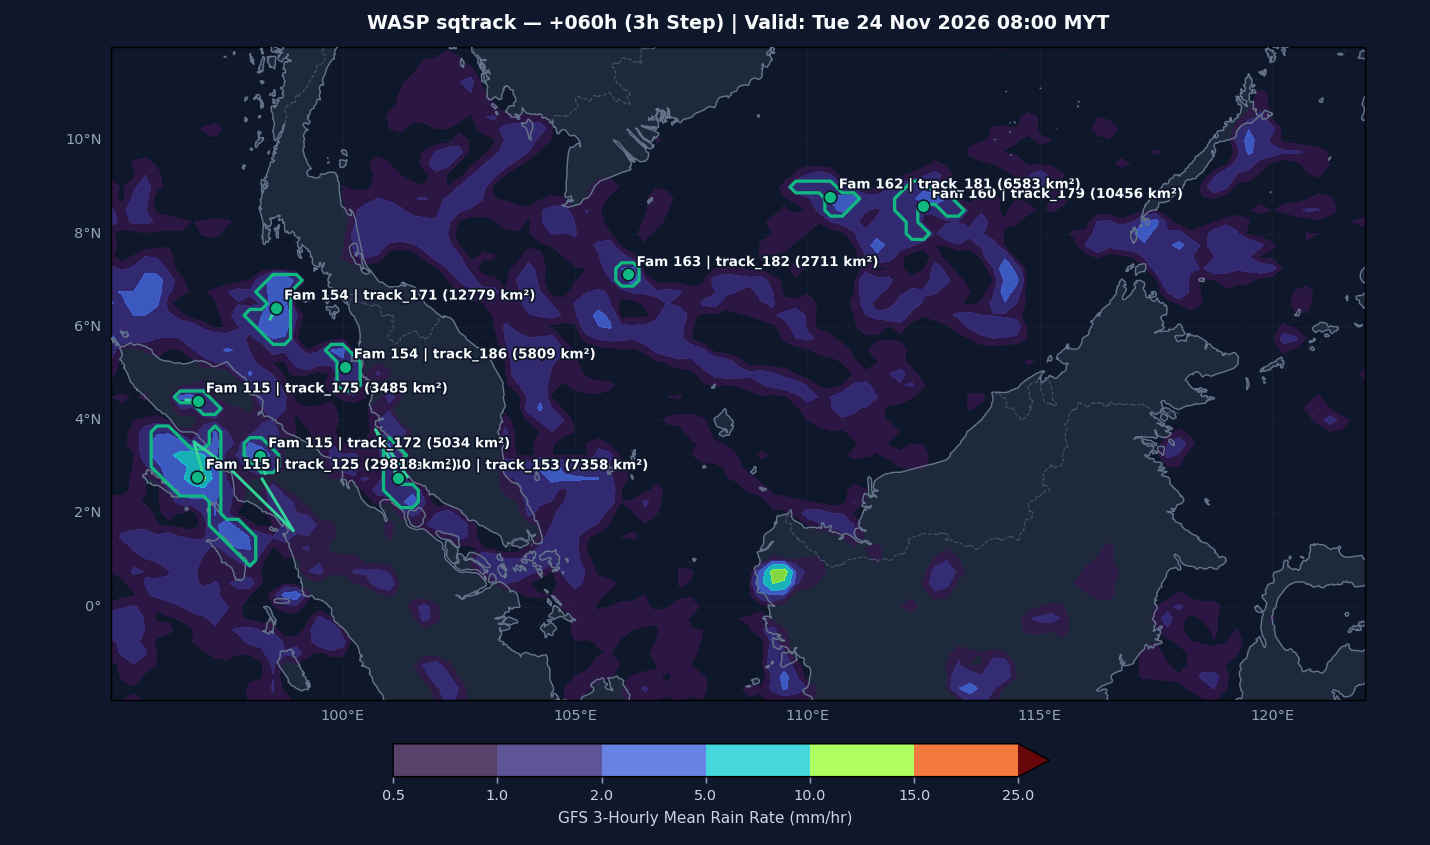 WASP sqtrack — +060h (3h Step) | Valid: Tue 24 Nov 2026 08:00 MYT
10°N
8°N
6°N
4°N
2°N
0°
Fam 162 | track_181 (6583 km²)
Fam 160 | track_179 (10456 km²)
Fam 163 | track_182 (2711 km²)
Fam 154 | track_171 (12779 km²)
Fam 154 | track_186 (5809 km²)
Fam 115 | track_175 (3485 km²)
Fam 115 | track_172 (5034 km²)
Fam 115 | track_125 (29818 km²)
| track_153 (7358 km²)
100°E 105°E 110°E 115°E 120°E
0.5 1.0 2.0 5.0 10.0 15.0 25.0
GFS 3-Hourly Mean Rain Rate (mm/hr)